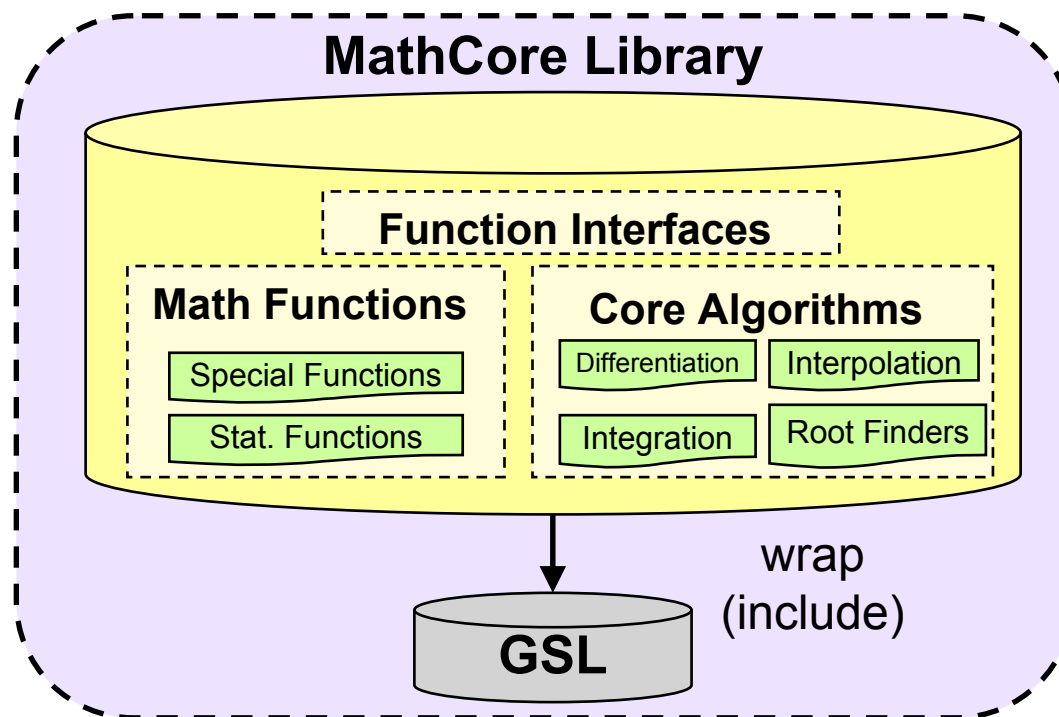 MathCore Library
Function Interfaces
Math Functions
Special Functions
Stat. Functions
Core Algorithms
Differentiation
Interpolation
Integration
Root Finders
wrap
(include)
GSL